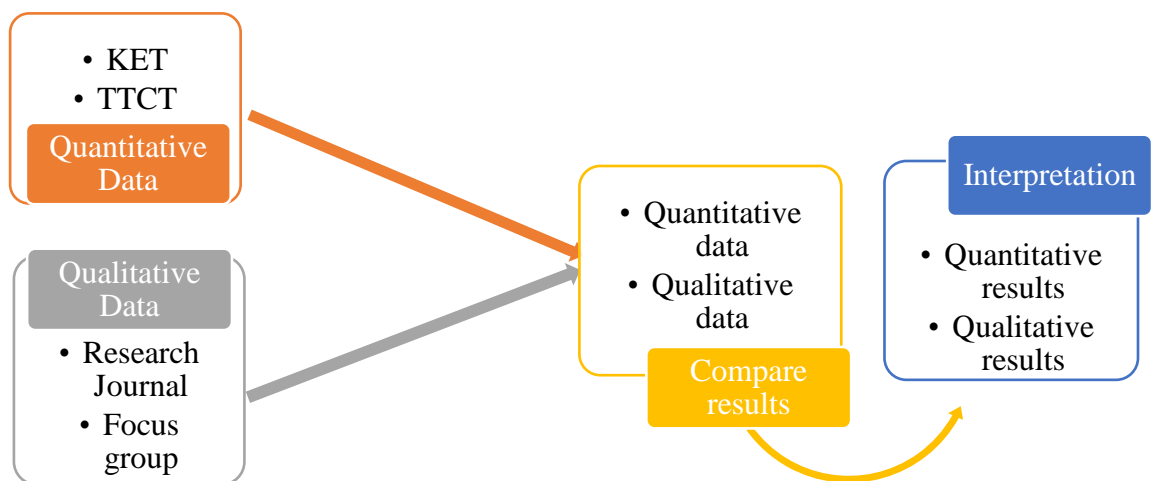 • KET
• TTCT
Quantitative
Data
Qualitative
Data
• Research
Journal
• Focus
group
• Quantitative
data
• Qualitative
data
Compare
results
Interpretation
• Quantitative
results
• Qualitative
results